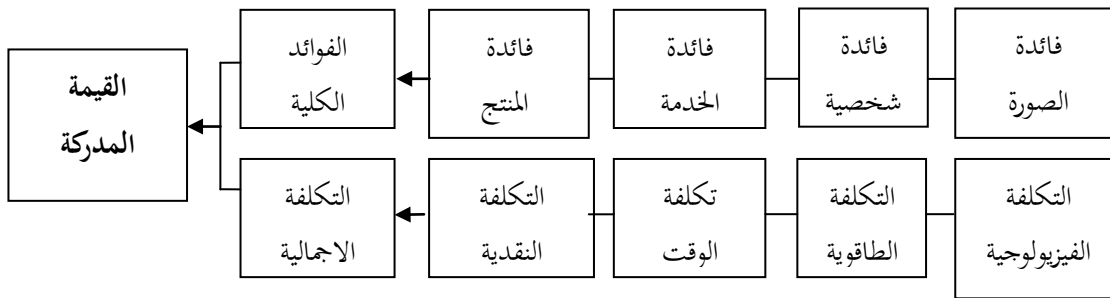 فائدة
الصورة
فائدة
شخصية
فائدة
الخدمة
فائدة
المنتج
الفوائد
الكلية
القيمة
المدركة
التكلفة
الفيزيولوجية
التكلفة
الطاقوية
تكلفة
الوقت
التكلفة
النقدية
التكلفة
الاجمالية